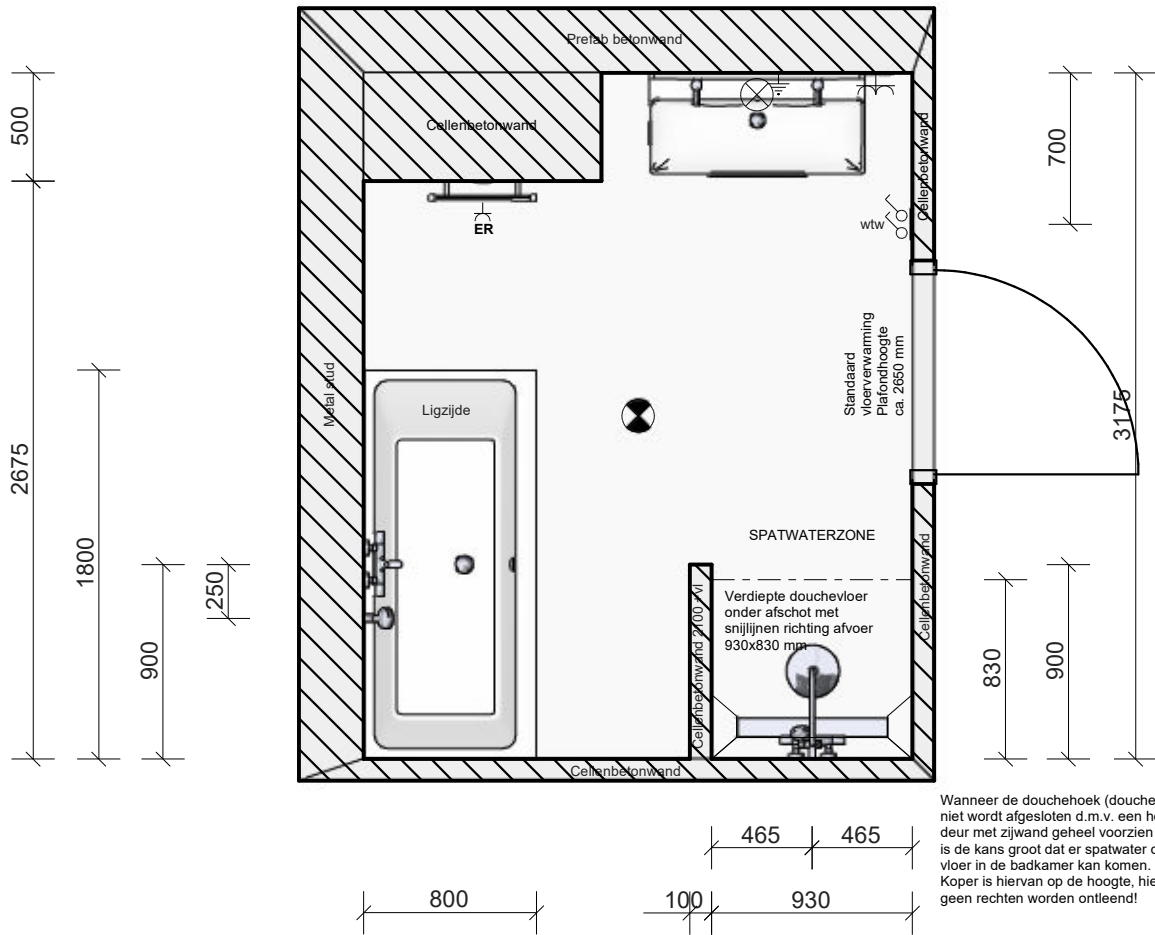 Prefab betonwand
500
Cellenbetonwand
Cellenbetonwand
700
ER
wtw
Standaard
vloerverwarming
Plafondhoogte
ca. 2650 mm
3175
Metal stud
Ligzijde
2675
1800
900
250
SPATWATERZONE
Verdiepte douchevloer
onder afschot met
snijlijnen richting afvoer
930x830 mm
Cellenbetonwand 2100 +vl
Cellenbetonwand
830
900
Cellenbetonwand
Wanneer de douchehoek (douche
niet wordt afgesloten d.m.v. een he
deur met zijwand geheel voorzien
is de kans groot dat er spatwater o
vloer in de badkamer kan komen.
Koper is hiervan op de hoogte, hie
geen rechten worden ontleend!
465
465
800
100
930